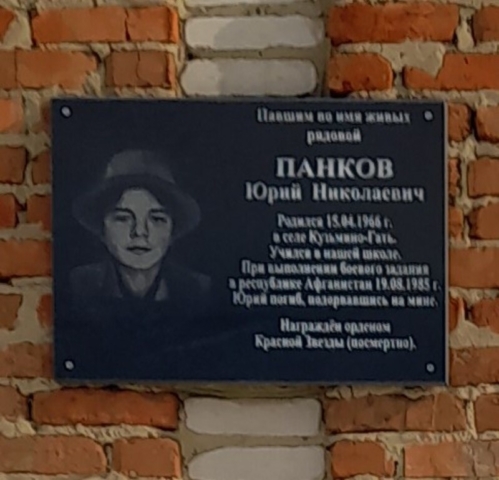 Павшим во имя живых
рядовой
ПАНКОВ
Юрий Николаевич
Родился 15.04.1966 г.
в селе Кузьмино-Гать.
Учился в нашей школе.
При выполнении боевого задания
в республике Афганистан 19.08.1985 г.
Юрий погиб, подорвавшись на мине.
Награждён орденом
Красной Звезды (посмертно).